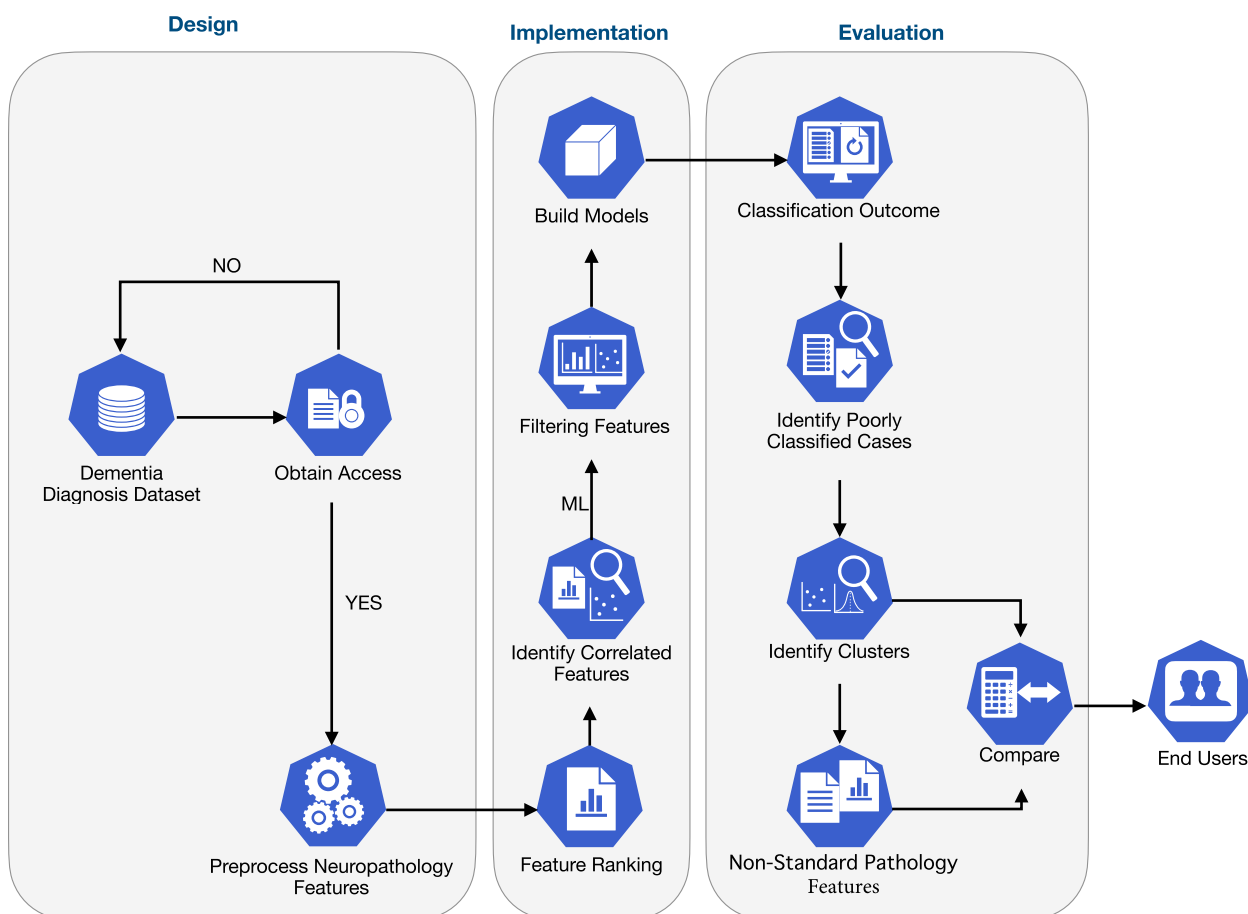 Design
Implementation
Evaluation
NO
Dementia
Diagnosis Dataset
Obtain Access
YES
Preprocess Neuropathology
Features
Build Models
Filtering Features
ML
Identify Correlated
Features
Feature Ranking
Classification Outcome
Identify Poorly
Classified Cases
Identify Clusters
Non-Standard Pathology
Features
Compare
End Users